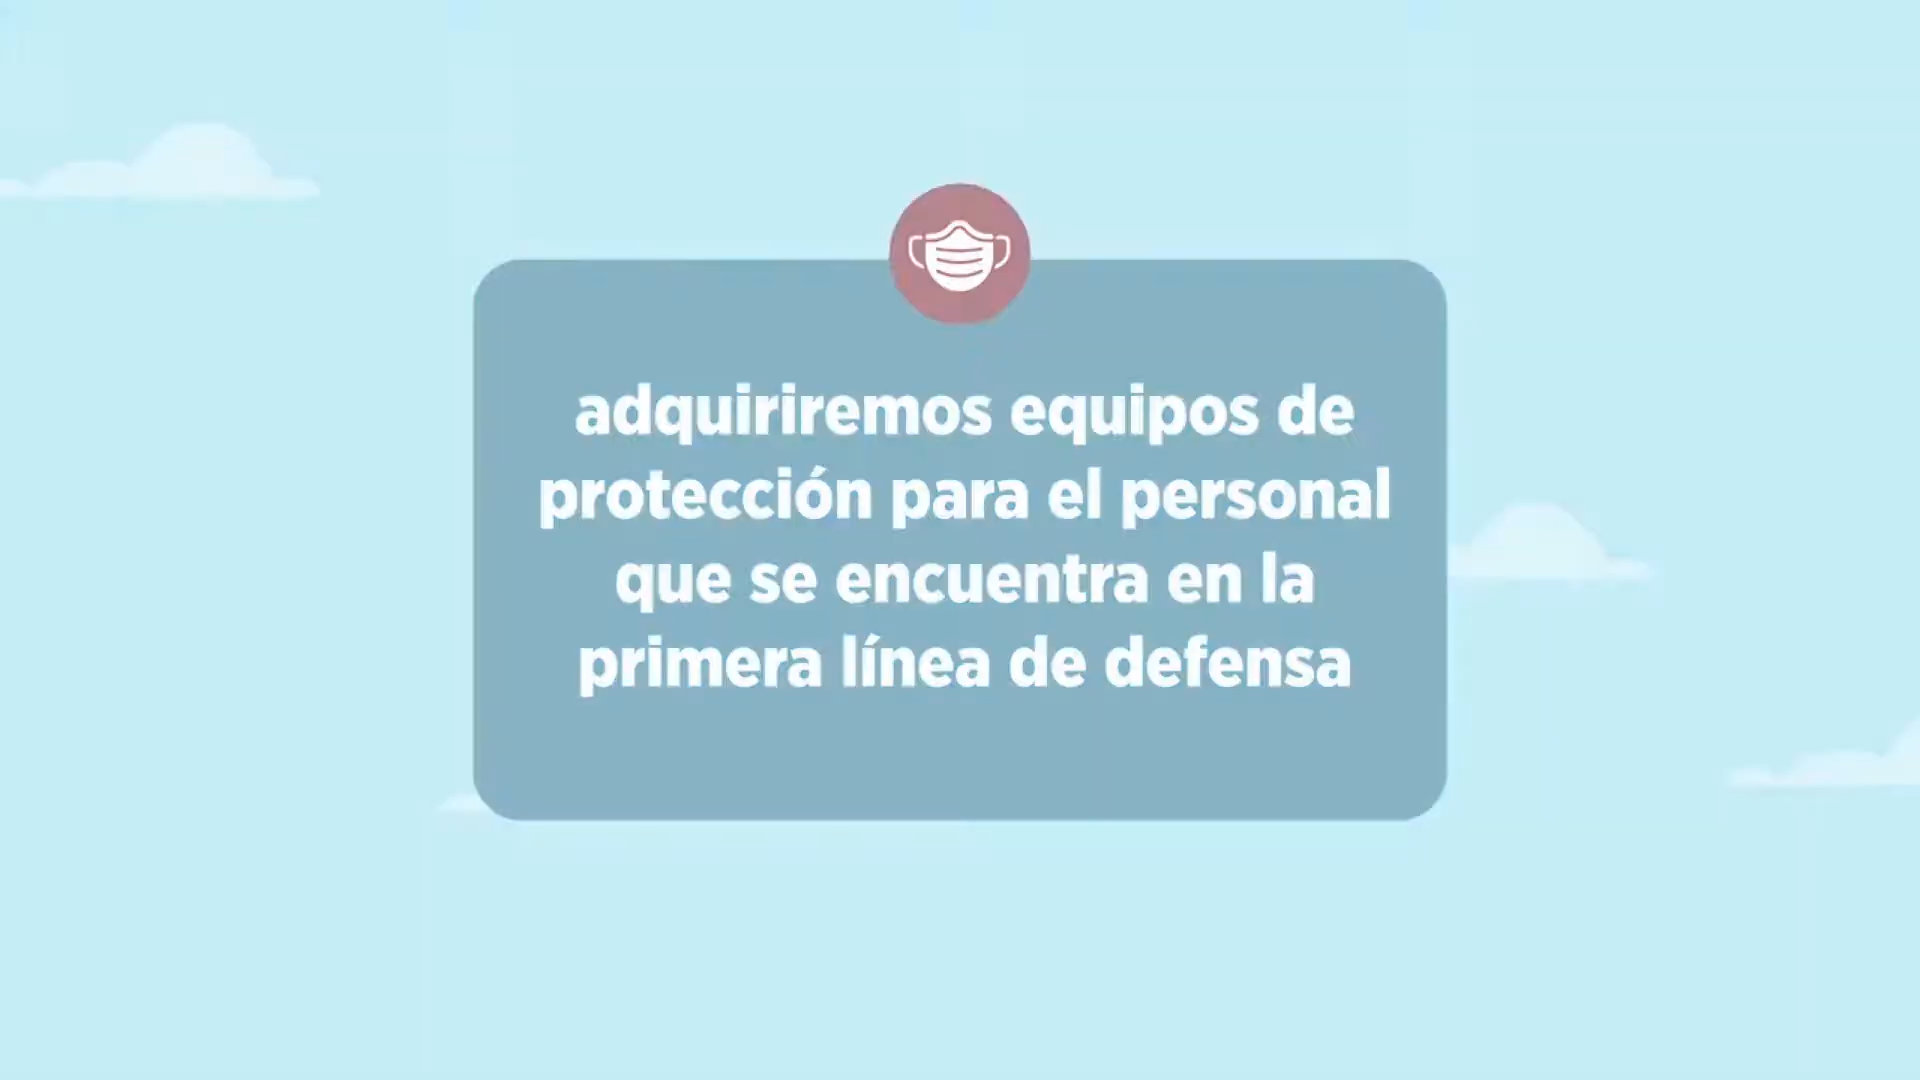 adquiriremos equipos de
protección para el personal
que se encuentra en la
primera línea de defensa